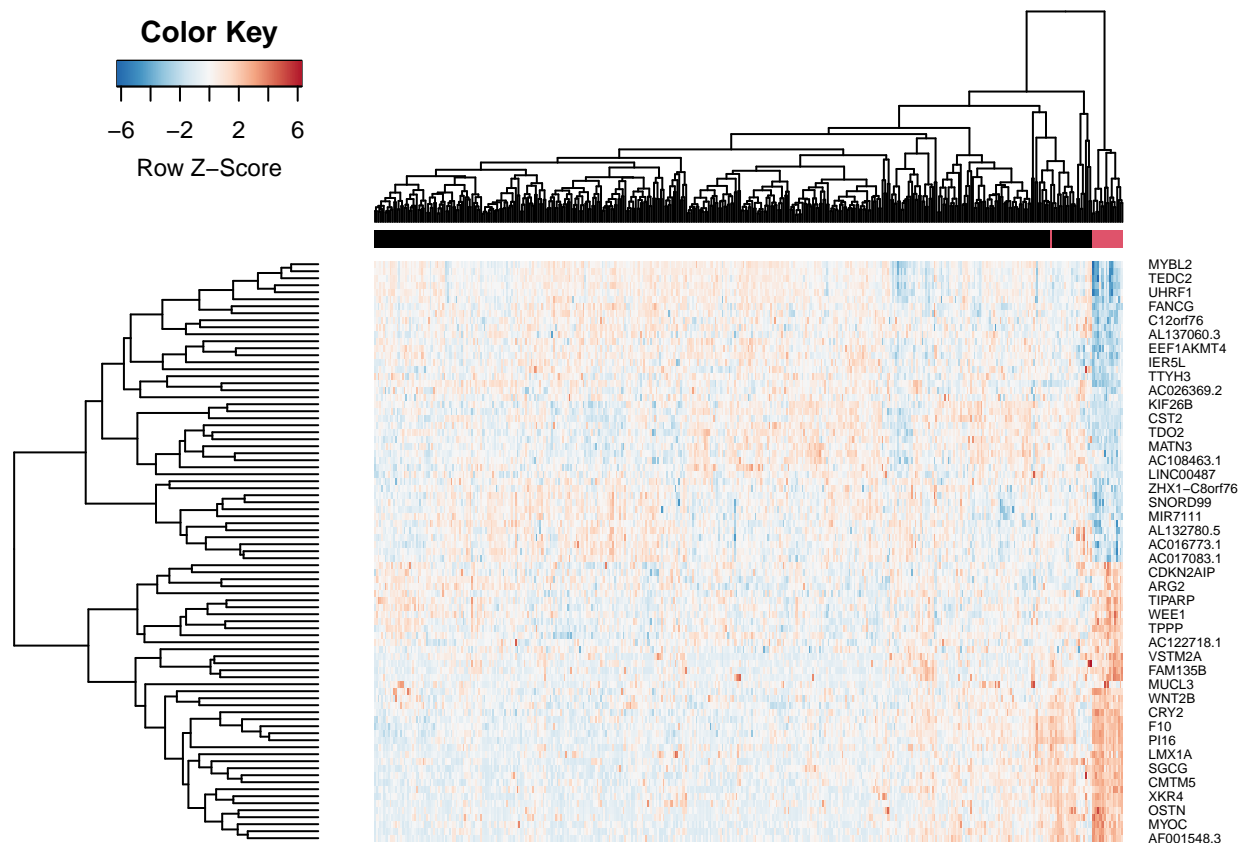 Color Key
−6 −2 2 6
Row Z−Score
MYBL2
TEDC2
UHRF1
FANCG
C12orf76
AL137060.3
EEF1AKMT4
IER5L
TTYH3
AC026369.2
KIF26B
CST2
TDO2
MATN3
AC108463.1
LINC00487
ZHX1−C8orf76
SNORD99
MIR7111
AL132780.5
AC016773.1
AC017083.1
CDKN2AIP
ARG2
TIPARP
WEE1
TPPP
AC122718.1
VSTM2A
FAM135B
MUCL3
WNT2B
CRY2
F10
PI16
LMX1A
SGCG
CMTM5
XKR4
OSTN
MYOC
AF001548.3